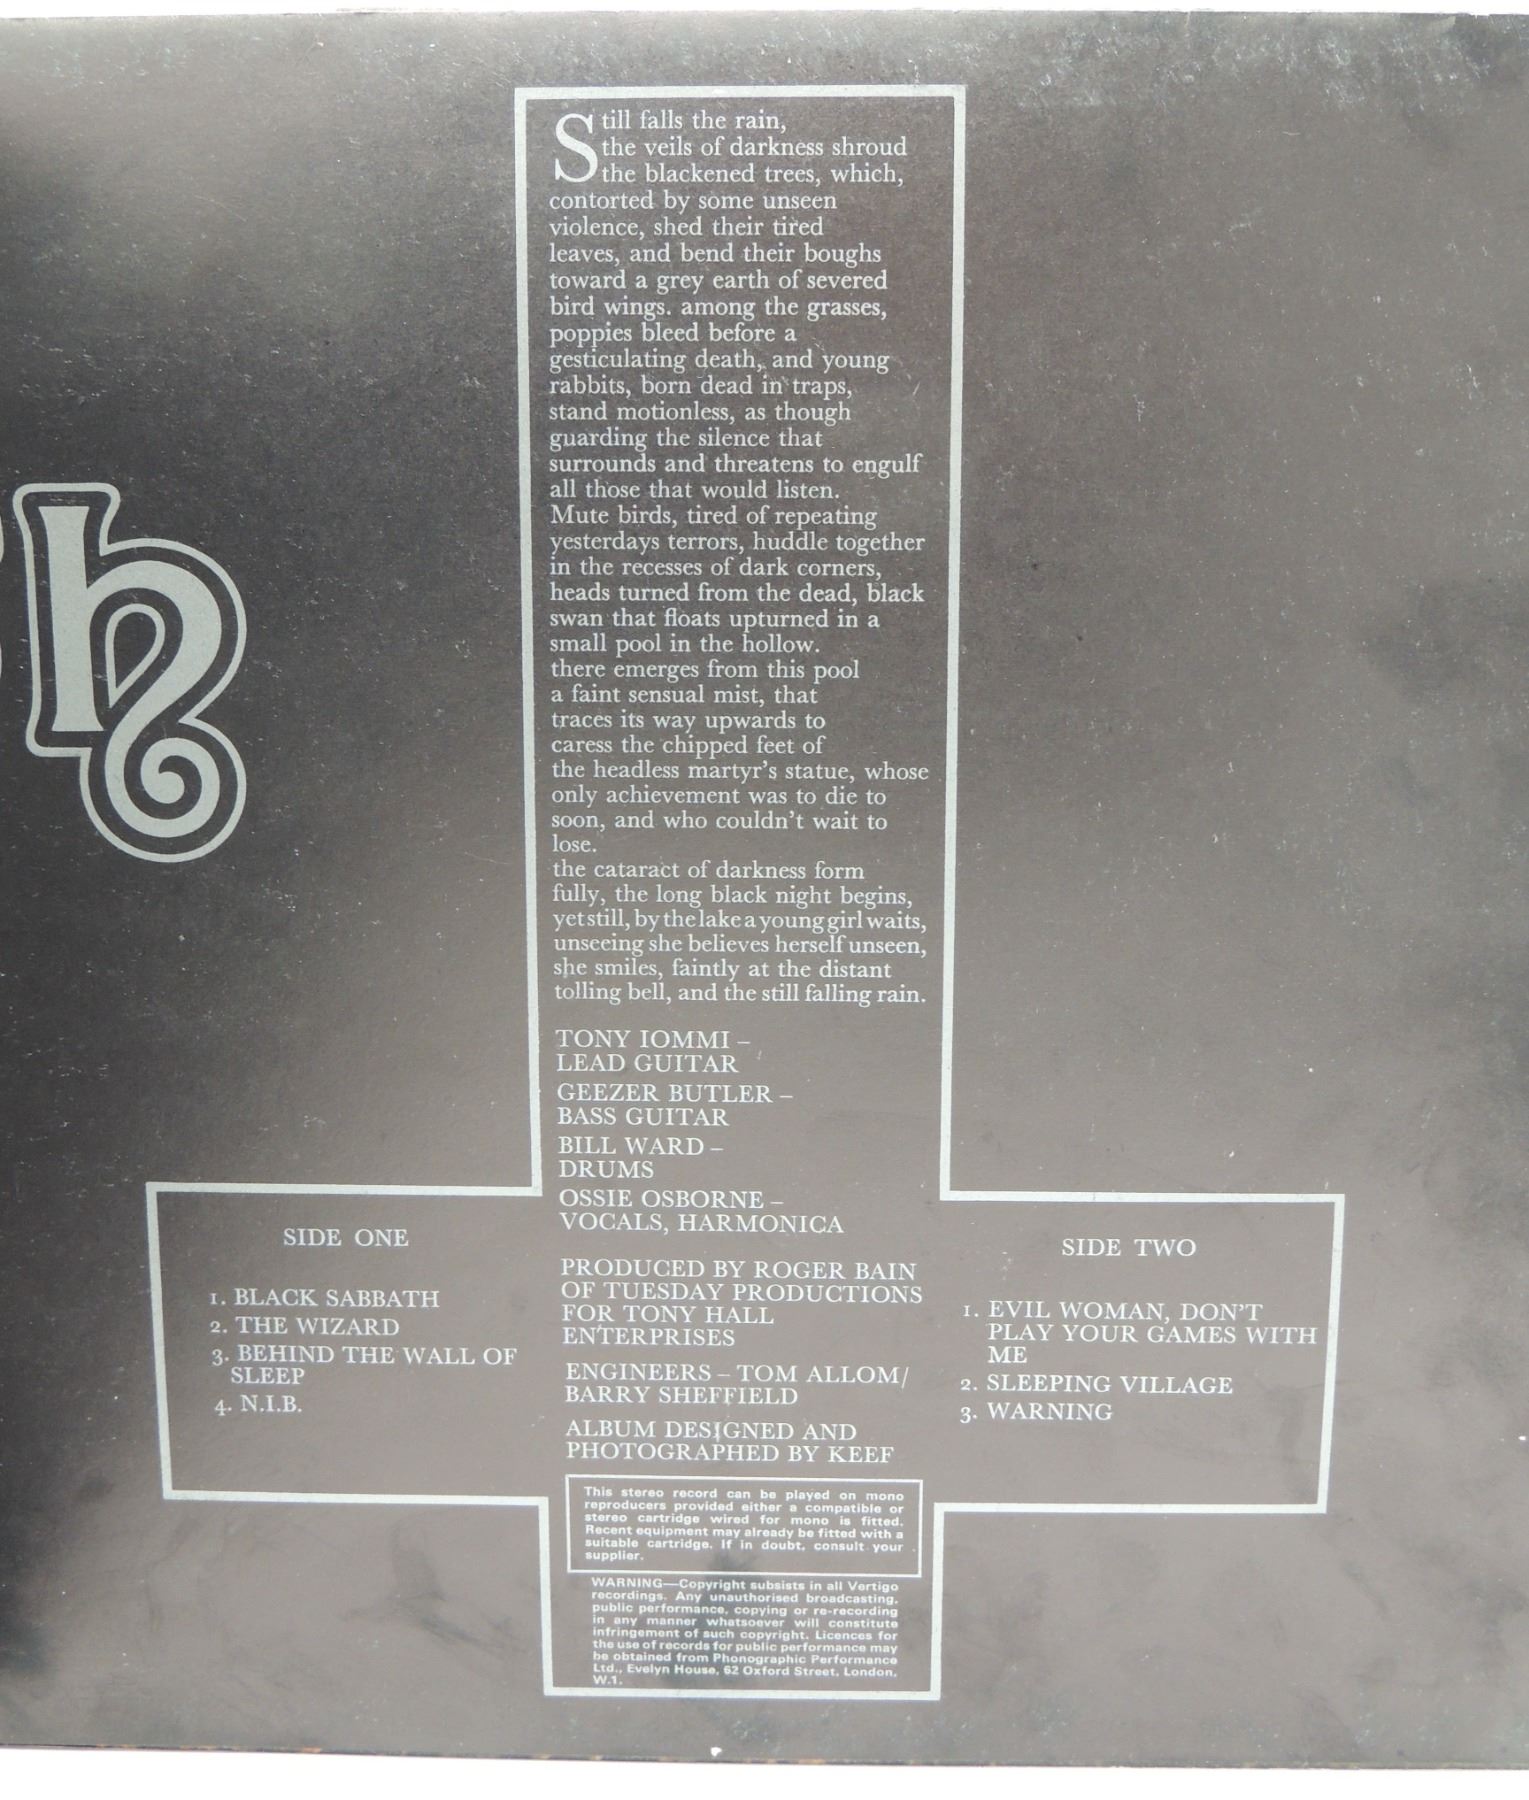 Still falls the rain,
the veils of darkness shroud
the blackened trees, which,
contorted by some unseen
violence, shed their tired
leaves, and bend their boughs
toward a grey earth of severed
bird wings. among the grasses,
poppies bleed before a
gesticulating death, and young
rabbits, born dead in traps,
stand motionless, as though
guarding the silence that
surrounds and threatens to engulf
all those that would listen.
Mute birds, tired of repeating
yesterdays terrors, huddle together
in the recesses of dark corners,
heads turned from the dead, black
swan that floats upturned in a
small pool in the hollow.
there emerges from this pool
a faint sensual mist, that
traces its way upwards to
caress the chipped feet of
the headless martyr's statue, whose
only achievement was to die to
soon, and who couldn't wait to
lose.
the cataract of darkness form
fully, the long black night begins,
yet still, by the lake a young girl waits,
unseeing she believes herself unseen,
she smiles, faintly at the distant
tolling bell, and the still falling rain.
TONY IOMMI –
LEAD GUITAR
GEEZER BUTLER –
BASS GUITAR
BILL WARD –
DRUMS
OSSIE OSBORNE –
VOCALS, HARMONICA
PRODUCED BY ROGER BAIN
OF TUESDAY PRODUCTIONS
FOR TONY HALL
ENTERPRISES
ENGINEERS – TOM ALLOM/
BARRY SHEFFIELD
ALBUM DESIGNED AND
PHOTOGRAPHED BY KEEF
SIDE ONE
1. BLACK SABBATH
2. THE WIZARD
3. BEHIND THE WALL OF
SLEEP
4. N.I.B.
SIDE TWO
1. EVIL WOMAN, DON'T
PLAY YOUR GAMES WITH
ME
2. SLEEPING VILLAGE
3. WARNING
This stereo record can be played on mono
reproducers provided either a compatible or
stereo cartridge wired for mono is fitted.
Recent equipment may already be fitted with a
suitable cartridge. If in doubt, consult your
supplier.
WARNING—Copyright subsists in all Vertigo
recordings. Any unauthorised broadcasting,
public performance, copying or re-recording
in any manner whatsoever will constitute
infringement of such copyright. Licences for
the use of records for public performance may
be obtained from Phonographic Performance
Ltd., Evelyn House, 62 Oxford Street, London,
W.1.
h